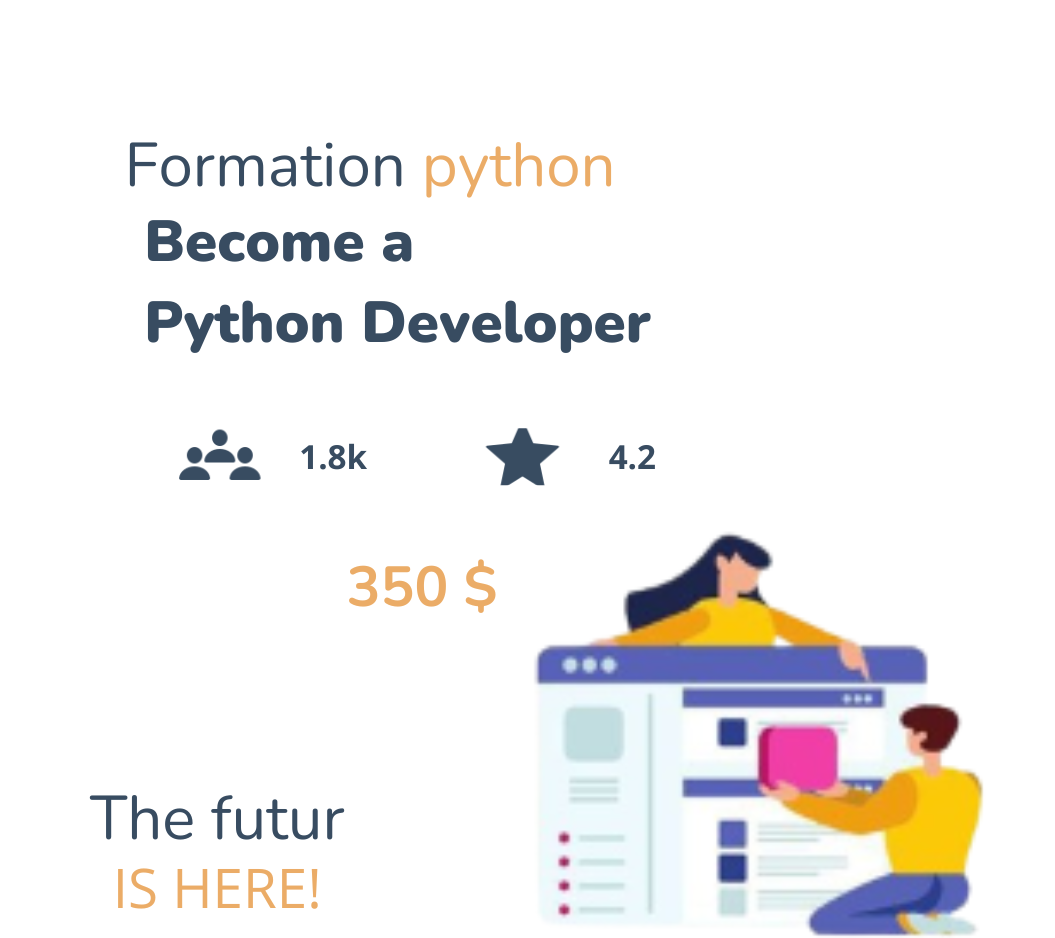 Formation python
Become a
Python Developer
1.8k 4.2
350 $
The futur
IS HERE!